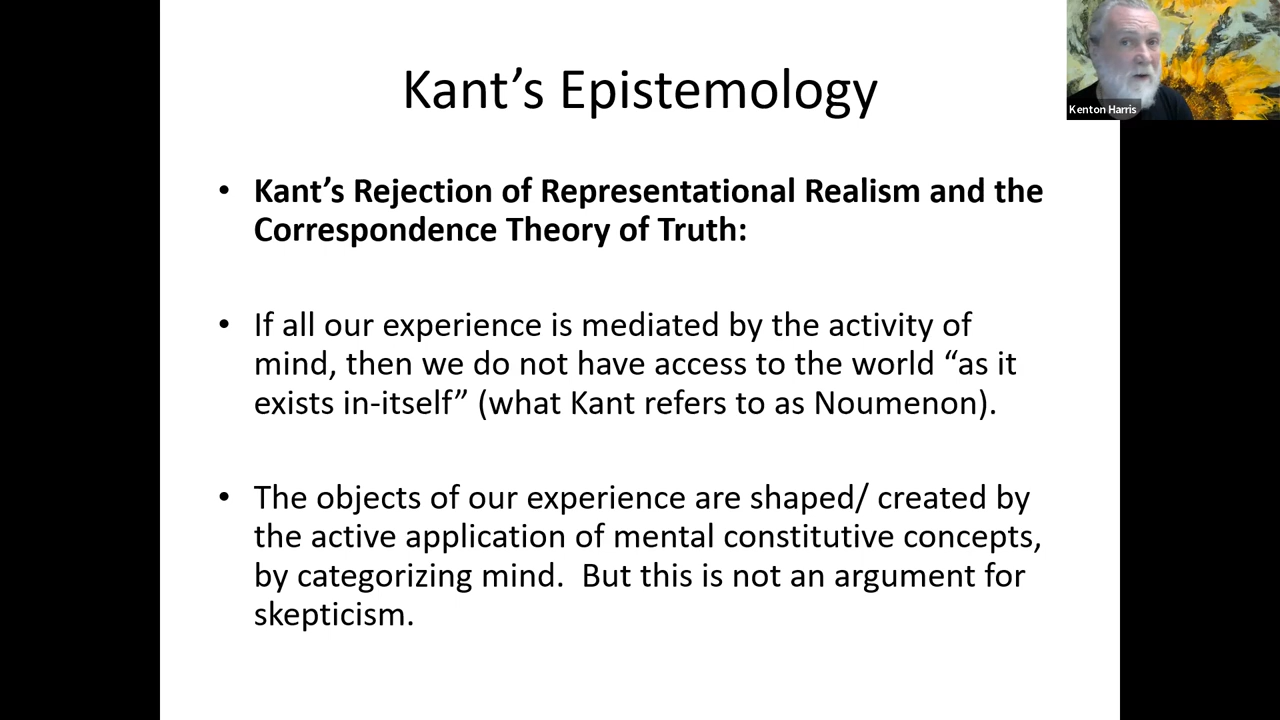 Kant’s Epistemology
Kenton Harris
• Kant’s Rejection of Representational Realism and the
Correspondence Theory of Truth:
• If all our experience is mediated by the activity of
mind, then we do not have access to the world “as it
exists in-itself” (what Kant refers to as Noumenon).
• The objects of our experience are shaped/ created by
the active application of mental constitutive concepts,
by categorizing mind.  But this is not an argument for
skepticism.